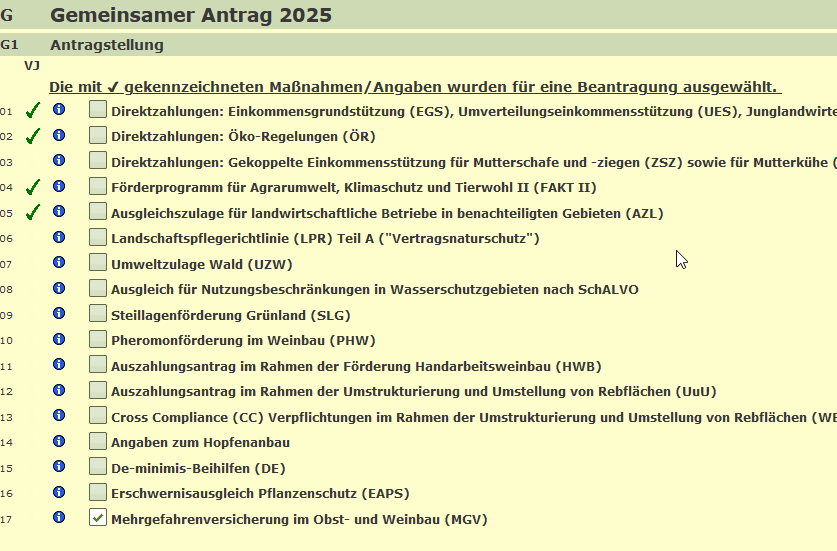 G Gemeinsamer Antrag 2025
G1 Antragstellung
VJ
Die mit ✓ gekennzeichneten Maßnahmen/Angaben wurden für eine Beantragung ausgewählt.
01 Direktzahlungen: Einkommensgrundstützung (EGS), Umverteilungseinkommensstützung (UES), Junglandwirte
02 Direktzahlungen: Öko-Regelungen (ÖR)
03 Direktzahlungen: Gekoppelte Einkommensstützung für Mutterschafe und -ziegen (ZSZ) sowie für Mutterkühe (
04 Förderprogramm für Agrarumwelt, Klimaschutz und Tierwohl II (FAKT II)
05 Ausgleichszulage für landwirtschaftliche Betriebe in benachteiligten Gebieten (AZL)
06 Landschaftspflegerichtlinie (LPR) Teil A ("Vertragsnaturschutz")
07 Umweltzulage Wald (UZW)
08 Ausgleich für Nutzungsbeschränkungen in Wasserschutzgebieten nach SchALVO
09 Steillagenförderung Grünland (SLG)
10 Pheromonförderung im Weinbau (PHW)
11 Auszahlungsantrag im Rahmen der Förderung Handarbeitsweinbau (HWB)
12 Auszahlungsantrag im Rahmen der Umstrukturierung und Umstellung von Rebflächen (UuU)
13 Cross Compliance (CC) Verpflichtungen im Rahmen der Umstrukturierung und Umstellung von Rebflächen (WE
14 Angaben zum Hopfenanbau
15 De-minimis-Beihilfen (DE)
16 Erschwernisausgleich Pflanzenschutz (EAPS)
17 Mehrgefahrenversicherung im Obst- und Weinbau (MGV)